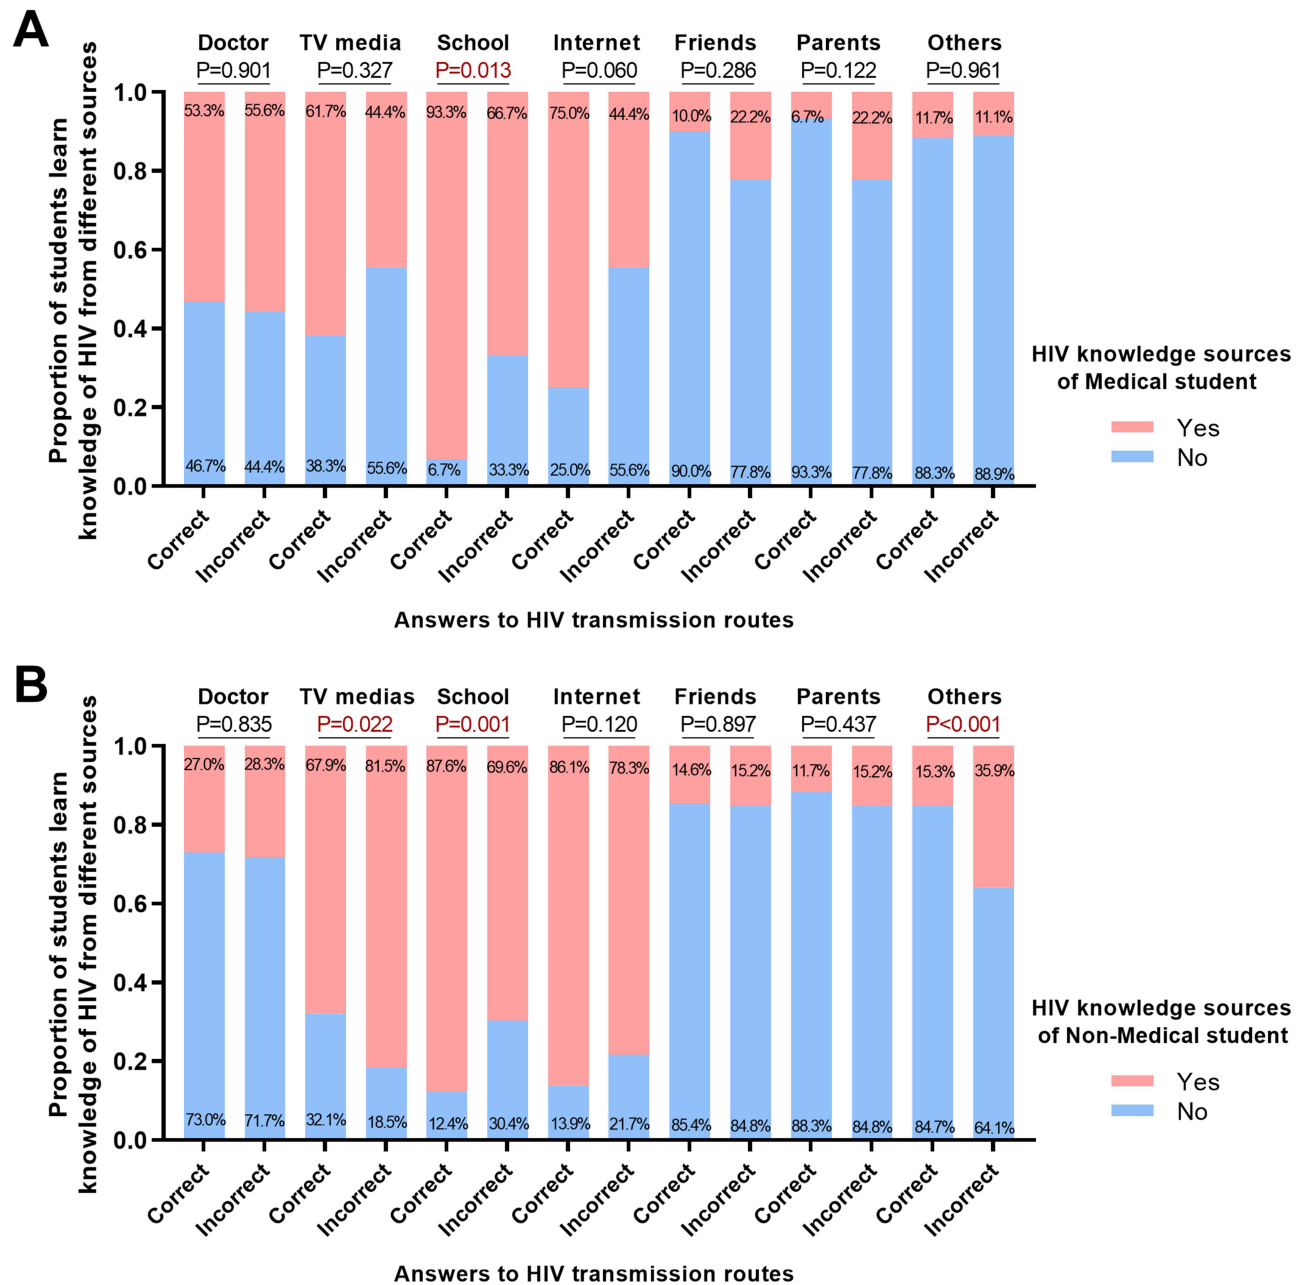 A
Doctor TV media School Internet Friends Parents Others
P=0.901 P=0.327 P=0.013 P=0.060 P=0.286 P=0.122 P=0.961
Proportion of students learn
knowledge of HIV from different sources
1.0
0.8
0.6
0.4
0.2
0.0
53.3% 55.6% 61.7% 44.4% 93.3% 66.7% 75.0% 44.4% 10.0% 22.2% 6.7% 22.2% 11.7% 11.1%
46.7% 44.4% 38.3% 55.6% 6.7% 33.3% 25.0% 55.6% 90.0% 77.8% 93.3% 77.8% 88.3% 88.9%
Correct Incorrect Correct Incorrect Correct Incorrect Correct Incorrect Correct Incorrect Correct Incorrect Correct Incorrect
Answers to HIV transmission routes
HIV knowledge sources
of Medical student
Yes
No
B
Doctor TV medias School Internet Friends Parents Others
P=0.835 P=0.022 P=0.001 P=0.120 P=0.897 P=0.437 P<0.001
Proportion of students learn
knowledge of HIV from different sources
1.0
0.8
0.6
0.4
0.2
0.0
27.0% 28.3% 67.9% 81.5% 87.6% 69.6% 86.1% 78.3% 14.6% 15.2% 11.7% 15.2% 15.3% 35.9%
73.0% 71.7% 32.1% 18.5% 12.4% 30.4% 13.9% 21.7% 85.4% 84.8% 88.3% 84.8% 84.7% 64.1%
Correct Incorrect Correct Incorrect Correct Incorrect Correct Incorrect Correct Incorrect Correct Incorrect Correct Incorrect
Answers to HIV transmission routes
HIV knowledge sources
of Non-Medical student
Yes
No